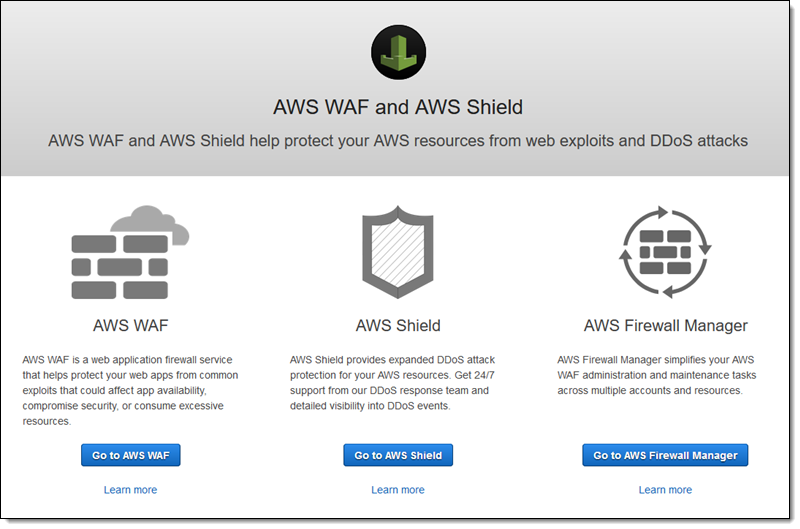 AWS WAF and AWS Shield
AWS WAF and AWS Shield help protect your AWS resources from web exploits and DDoS attacks
AWS WAF
AWS WAF is a web application firewall service
that helps protect your web apps from common
exploits that could affect app availability,
compromise security, or consume excessive
resources.
Go to AWS WAF
Learn more
AWS Shield
AWS Shield provides expanded DDoS attack
protection for your AWS resources. Get 24/7
support from our DDoS response team and
detailed visibility into DDoS events.
Go to AWS Shield
Learn more
AWS Firewall Manager
AWS Firewall Manager simplifies your AWS
WAF administration and maintenance tasks
across multiple accounts and resources.
Go to AWS Firewall Manager
Learn more